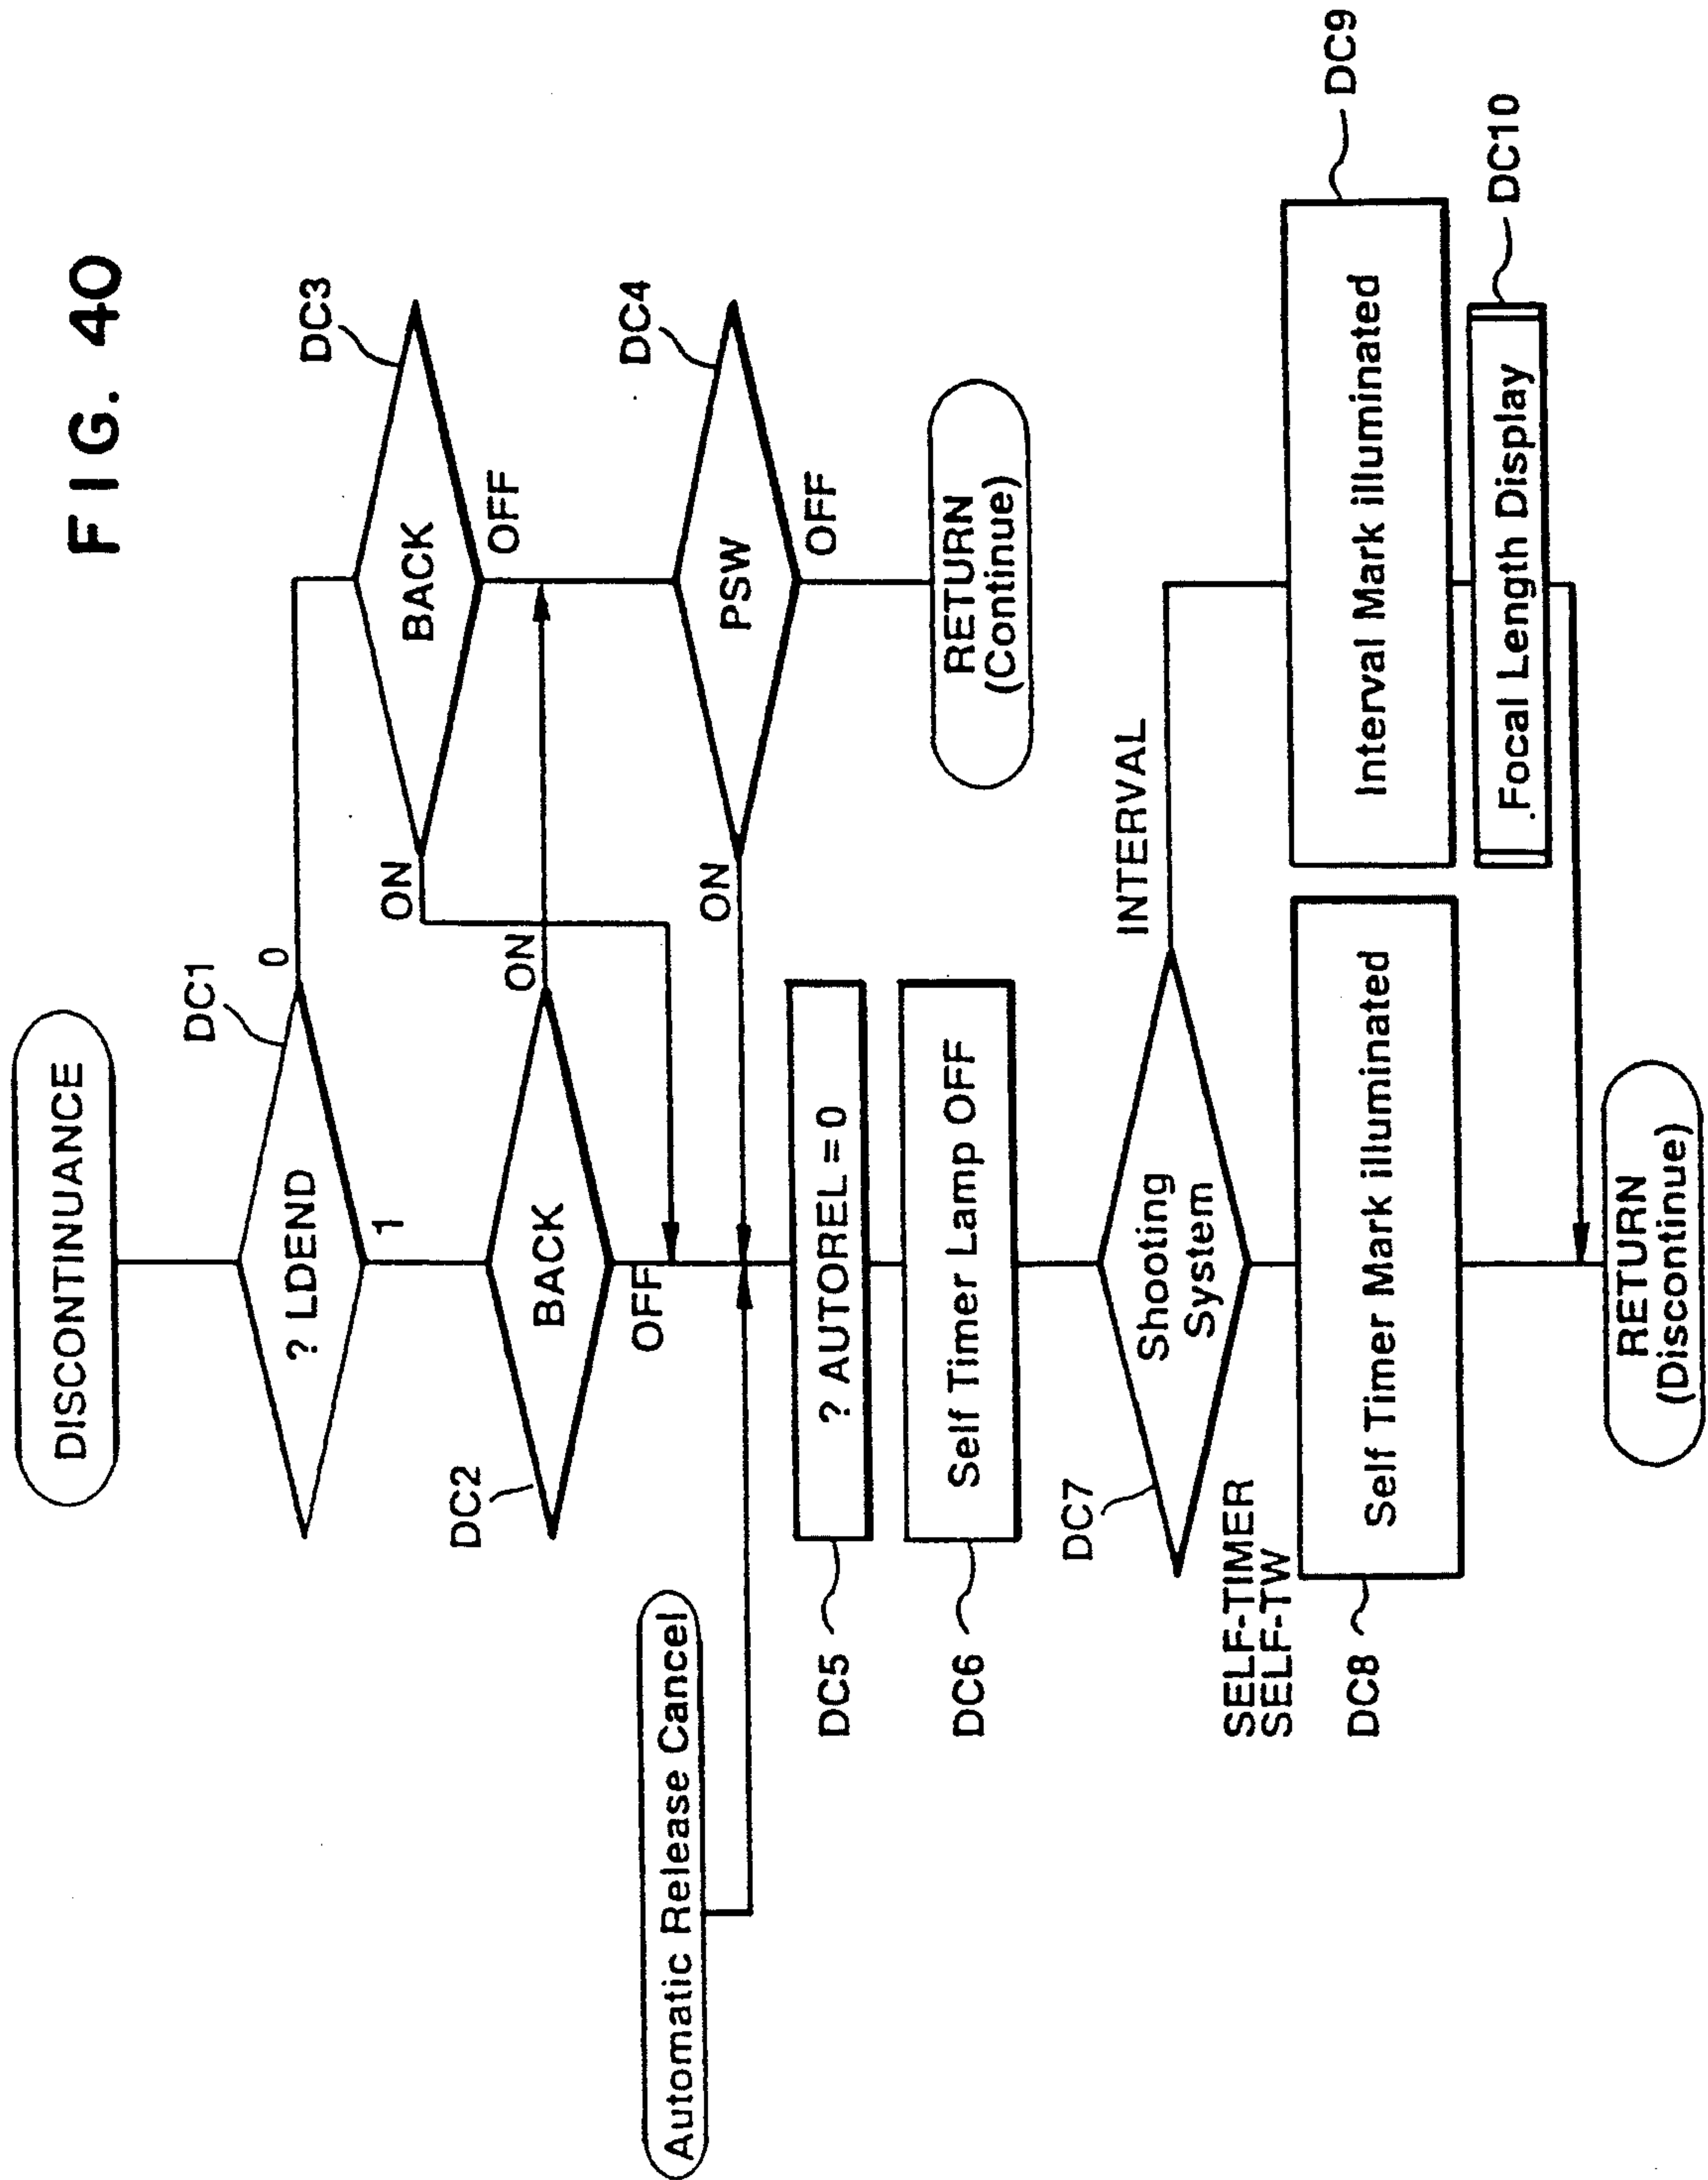 FIG. 40
DISCONTINUANCE
DC1
? LDEND
0
1
DC2
BACK
ON
OFF
DC3
BACK
ON
OFF
DC4
PSW
ON
OFF
RETURN
(Continue)
Automatic Release Cancel
DC5
? AUTOREL = 0
DC6
Self Timer Lamp OFF
DC7
Shooting
System
INTERVAL
SELF-TIMER
SELF-TW
DC8
Self Timer Mark illuminated
DC9
Interval Mark illuminated
DC10
.Focal Length Display
RETURN
(Discontinue)